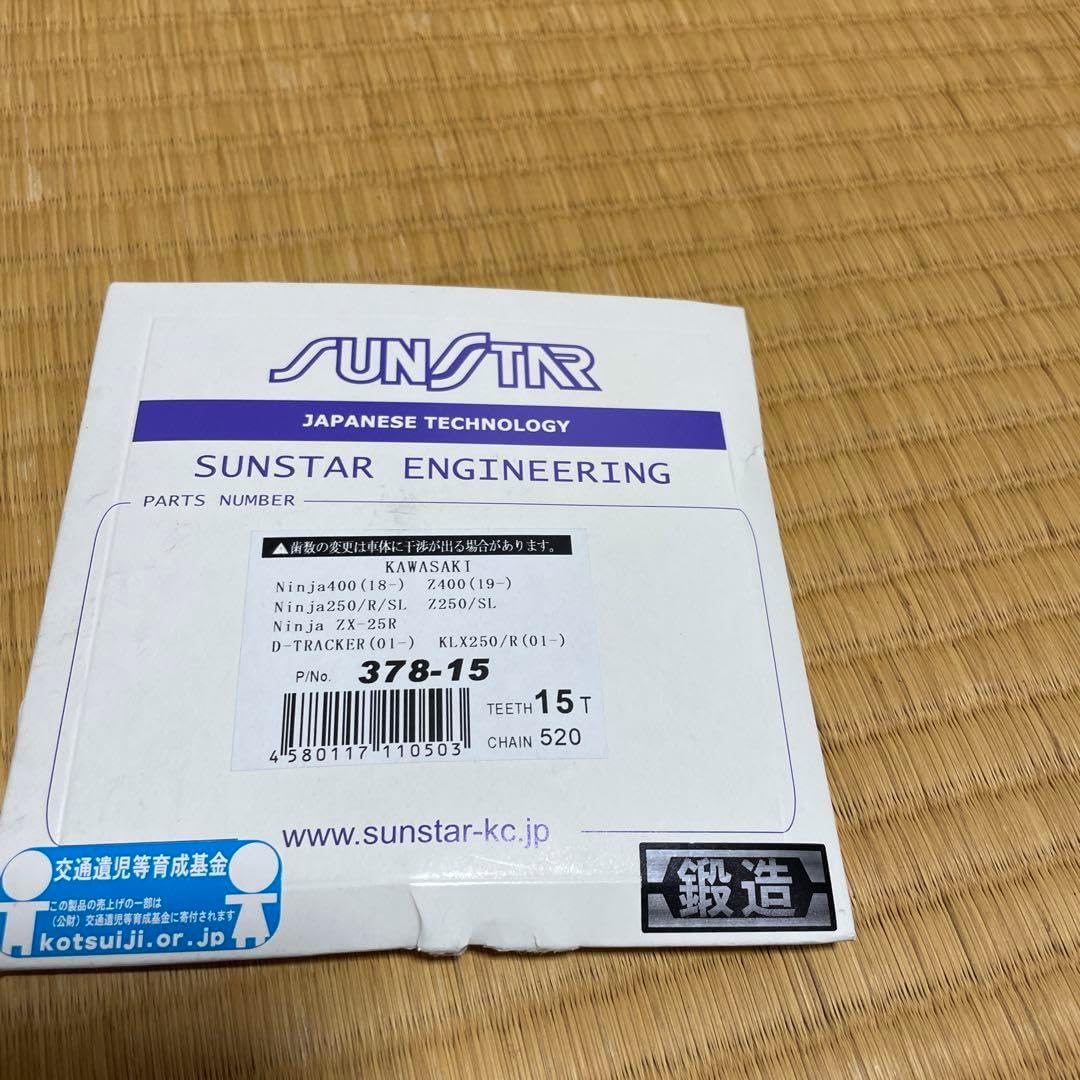 SUNSTAR
JAPANESE TECHNOLOGY
SUNSTAR ENGINEERING
PARTS NUMBER
▲歯数の変更は車体に干渉が出る場合があります。
KAWASAKI
Ninja400(18-) Z400(19-)
Ninja250/R/SL Z250/SL
Ninja ZX-25R
D-TRACKER(01-) KLX250/R(01-)
P/No. 378-15
TEETH 15T
CHAIN 520
4 580117 110503
www.sunstar-kc.jp
交通遺児等育成基金
この製品の売上げの一部は
(公財)交通遺児等育成基金に寄付されます
kotsuiji.or.jp
鍛造